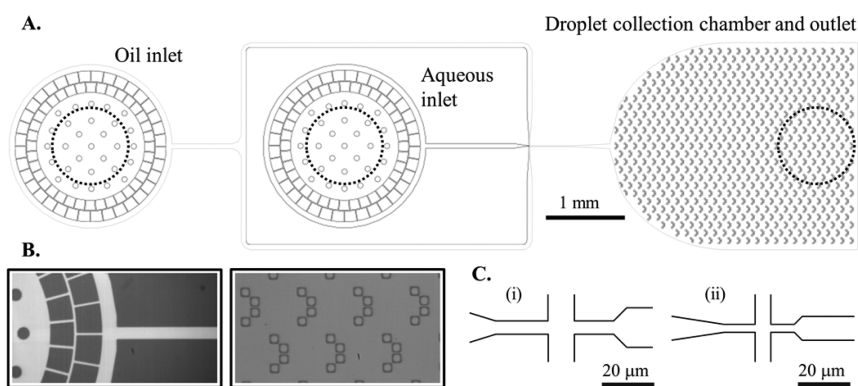 A.
Oil inlet
Aqueous
inlet
Droplet collection chamber and outlet
1 mm
B.
C.
(i)
(ii)
20 µm
20 µm